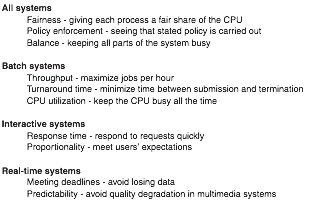 All systems
Fairness - giving each process a fair share of the CPU
Policy enforcement - seeing that stated policy is carried out
Balance - keeping all parts of the system busy
Batch systems
Throughput - maximize jobs per hour
Turnaround time - minimize time between submission and termination
CPU utilization - keep the CPU busy all the time
Interactive systems
Response time - respond to requests quickly
Proportionality - meet users' expectations
Real-time systems
Meeting deadlines - avoid losing data
Predictability - avoid quality degradation in multimedia systems